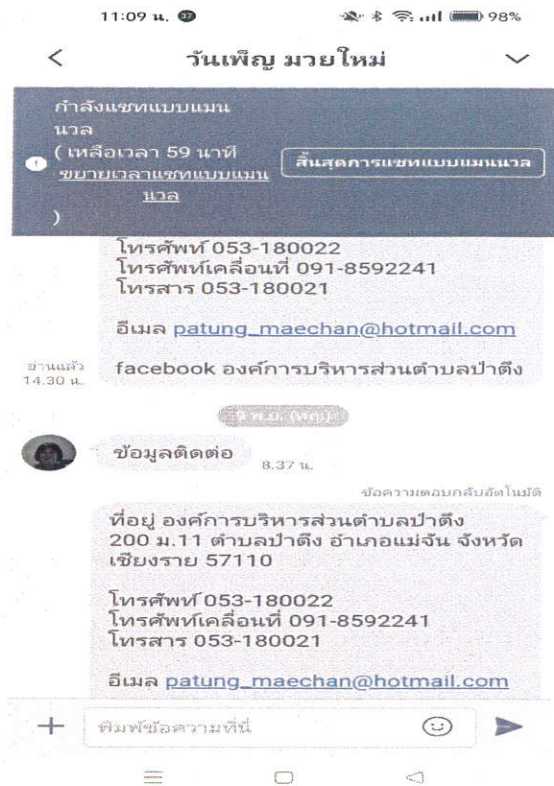 11:09 น. 37 98%
วันเพ็ญ มวยใหม่
กำลังแชทแบบแมน
นวล
( เหลือเวลา 59 นาที
ขยายเวลาแชทแบบแมน
นวล
)
สิ้นสุดการแชทแบบแมนนวล
โทรศัพท์ 053-180022
โทรศัพท์เคลื่อนที่ 091-8592241
โทรสาร 053-180021
อีเมล patung_maechan@hotmail.com
facebook องค์การบริหารส่วนตำบลป่าตึง
อ่านแล้ว
14.30 น.
9 พ.ย. (พฤ.)
ข้อมูลติดต่อ
8.37 น.
ข้อความตอบกลับอัตโนมัติ
ที่อยู่ องค์การบริหารส่วนตำบลป่าตึง
200 ม.11 ตำบลป่าตึง อำเภอแม่จัน จังหวัด
เชียงราย 57110
โทรศัพท์ 053-180022
โทรศัพท์เคลื่อนที่ 091-8592241
โทรสาร 053-180021
อีเมล patung_maechan@hotmail.com
พิมพ์ข้อความที่นี่